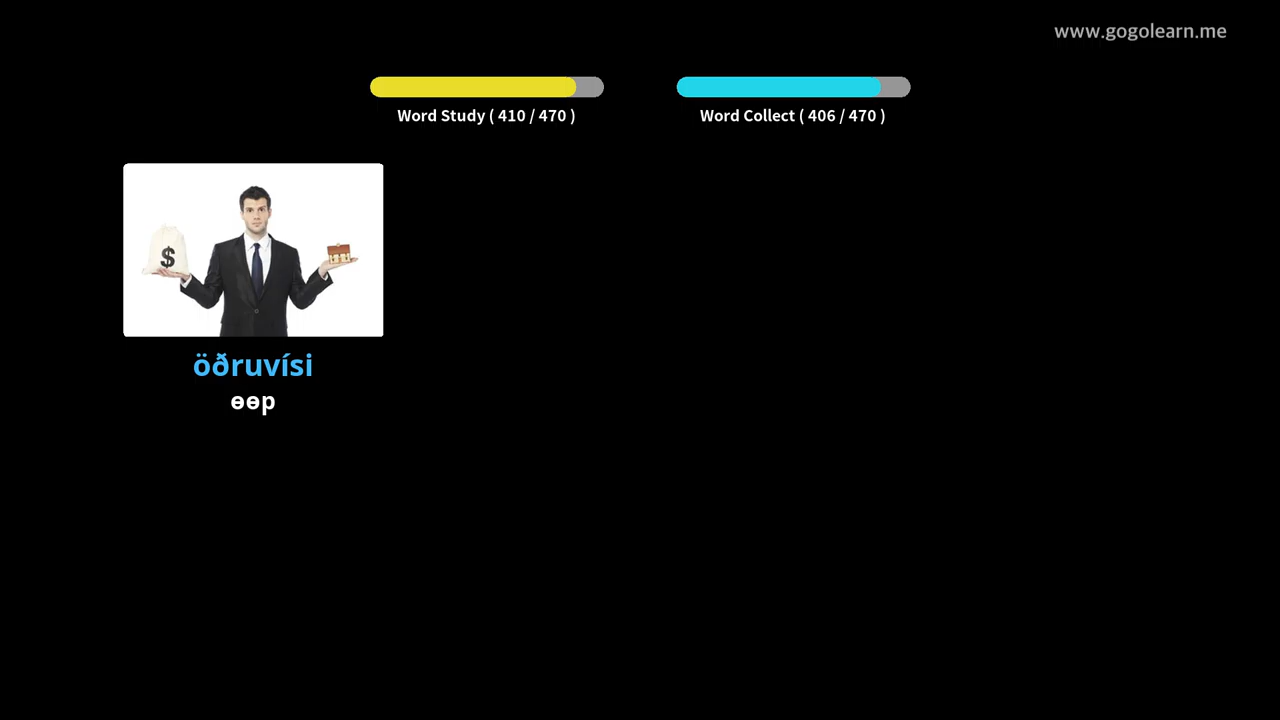 www.gogolearn.me
Word Study ( 410 / 470 )
Word Collect ( 406 / 470 )
$
öðruvísi
өөр